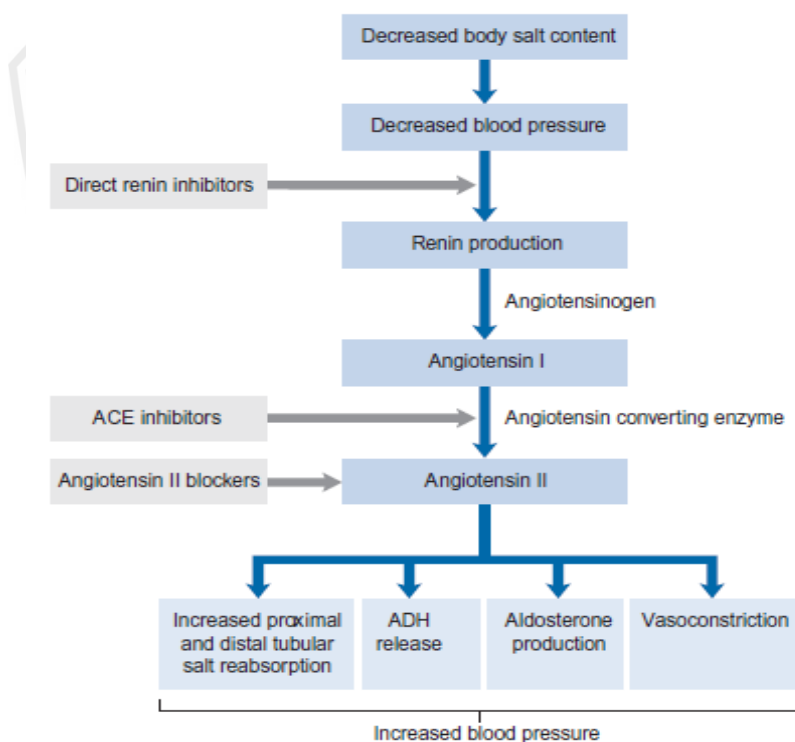 Decreased body salt content
Decreased blood pressure
Direct renin inhibitors
Renin production
Angiotensinogen
Angiotensin I
ACE inhibitors
Angiotensin converting enzyme
Angiotensin II blockers
Angiotensin II
Increased proximal
and distal tubular
salt reabsorption
ADH
release
Aldosterone
production
Vasoconstriction
Increased blood pressure